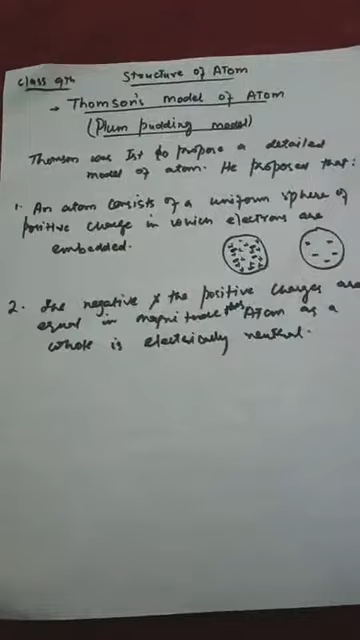 Class 9th
Structure of Atom
→ Thomson's model of Atom
(Plum pudding model)
Thomson was Ist to propose a detailed
model of atom. He proposed that:
1. An atom consists of a uniform sphere of
positive charge in which electrons are
embedded.
2. The negative & the positive charges are
equal in magnitude thus Atom as a
whole is electrically neutral.